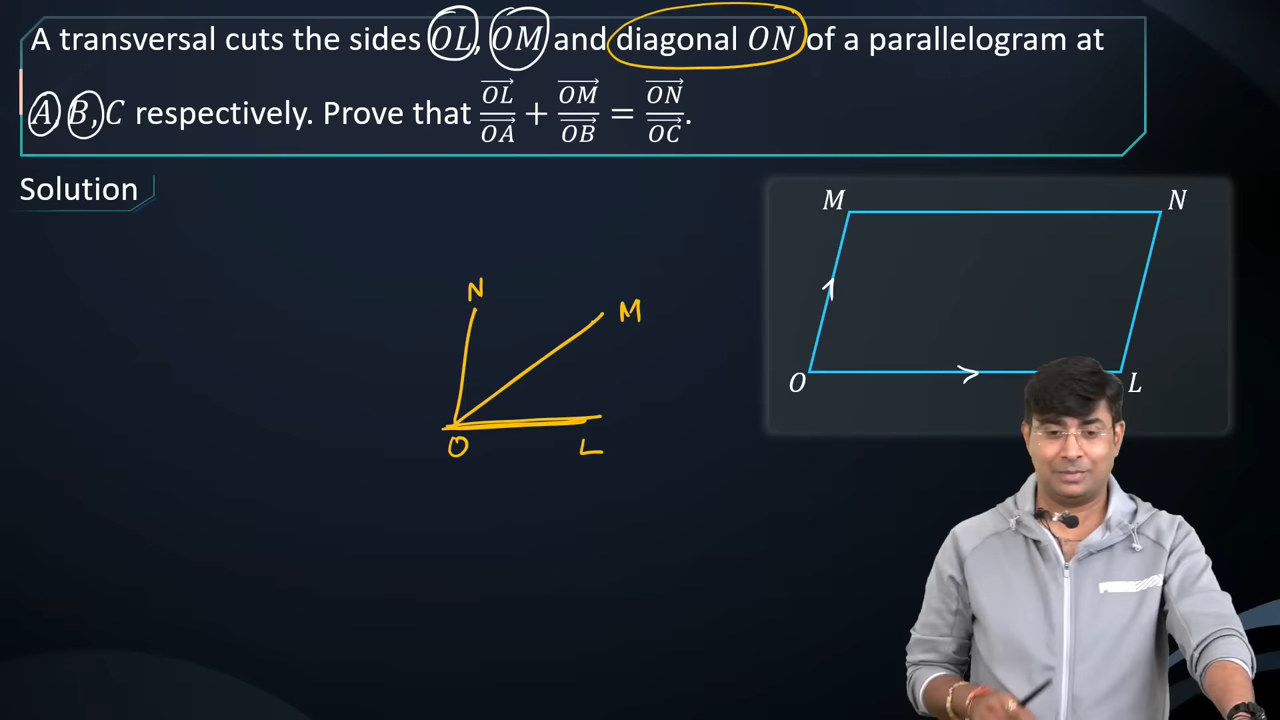 A transversal cuts the sides OL, OM and diagonal ON of a parallelogram at
A, B, C respectively. Prove that \frac{\overrightarrow{OL}}{\overrightarrow{OA}} + \frac{\overrightarrow{OM}}{\overrightarrow{OB}} = \frac{\overrightarrow{ON}}{\overrightarrow{OC}}.
Solution
M N
O L
N
M
O L